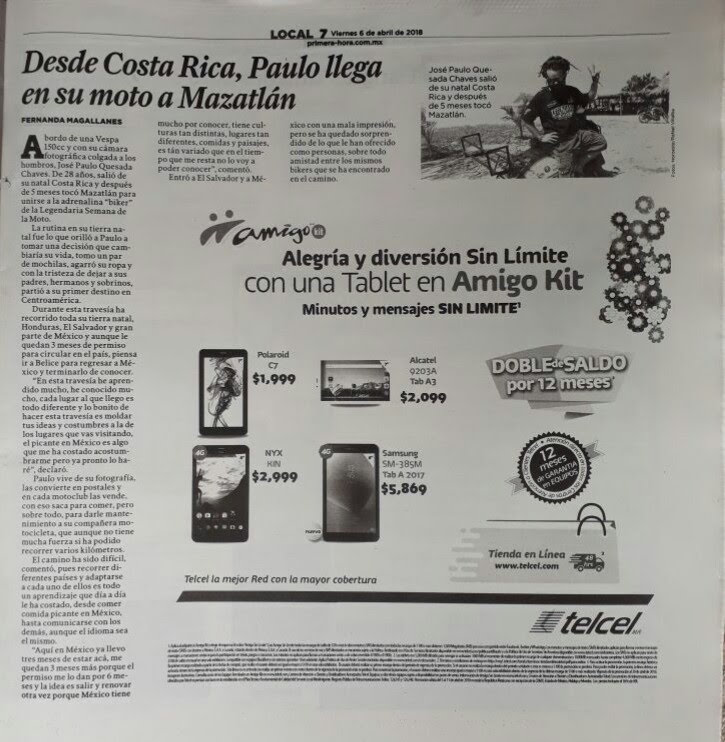 LOCAL 7 Viernes 6 de abril de 2018
primera-hora.com.mx
Desde Costa Rica, Paulo llega
en su moto a Mazatlán
FERNANDA MAGALLANES
A bordo de una Vespa
150cc y con su cámara
fotográfica colgada a los
hombros, José Paulo Quesada
Chaves. De 28 años, salió de
su natal Costa Rica y después
de 5 meses tocó Mazatlán para
unirse a la adrenalina “biker”
de la Legendaria Semana de
la Moto.
La rutina en su tierra na-
tal fue lo que orilló a Paulo a
tomar una decisión que cam-
biaría su vida, tomo un par
de mochilas, agarró su ropa y
con la tristeza de dejar a sus
padres, hermanos y sobrinos,
partió a su primer destino en
Centroamérica.
Durante esta travesía ha
recorrido toda su tierra natal,
Honduras, El Salvador y gran
parte de México y aunque le
quedan 3 meses de permiso
para circular en el país, piensa
ir a Belice para regresar a Mé-
xico y terminarlo de conocer.
“En esta travesía he apren-
dido mucho, he conocido mu-
cho, cada lugar al que llego es
todo diferente y lo bonito de
hacer esta travesía es moldar
tus ideas y costumbres a la de
los lugares que vas visitando,
el picante en México es algo
que me ha costado acostum-
brarme pero ya pronto lo ha-
ré”, declaró.
Paulo vive de su fotografía,
las convierte en postales y
en cada motoclub las vende,
con eso saca para comer, pero
sobre todo, para darle mante-
nimiento a su compañera mo-
tocicleta, que aunque no tiene
mucha fuerza si ha podido
recorrer varios kilómetros.
El camino ha sido difícil,
comentó, pues recorrer di-
ferentes países y adaptarse
a cada uno de ellos es todo
un aprendizaje que día a día
le ha costado, desde comer
comida picante en México,
hasta comunicarse con los
demás, aunque el idioma sea
el mismo.
“Aquí en México ya llevo
tres meses de estar acá, me
quedan 3 meses más porque el
permiso me lo dan por 6 me-
ses y la idea es salir y renovar
otra vez porque México tiene
mucho por conocer, tiene cul-
turas tan distintas, lugares tan
diferentes, comidas y paisajes,
es tán variado que en el tiem-
po que me resta no lo voy a
poder conocer”, comentó.
Entró a El Salvador y a Mé-
xico con una mala impresión,
pero se ha quedado sorpren-
dido de lo que le han ofrecido
como personas, sobre todo
amistad entre los mismos
bikers que se ha encontrado
en el camino.
José Paulo Que-
sada Chaves salió
de su natal Costa
Rica y después
de 5 meses tocó
Mazatlán.
amigo kit
Alegría y diversión Sin Límite
con una Tablet en Amigo Kit
Minutos y mensajes SIN LIMITE¹
Polaroid
C7
$1,999
Alcatel
9203A
Tab A3
$2,099
DOBLE de SALDO
por 12 meses
4G
NYX
KIN
$2,999
4G
Samsung
SM-385M
Tab A 2017
$5,869
nuevo
12
meses
de GARANTÍA
en EQUIPOS
Tienda en Línea
www.telcel.com
48
hrs
Telcel la mejor Red con la mayor cobertura
telcel